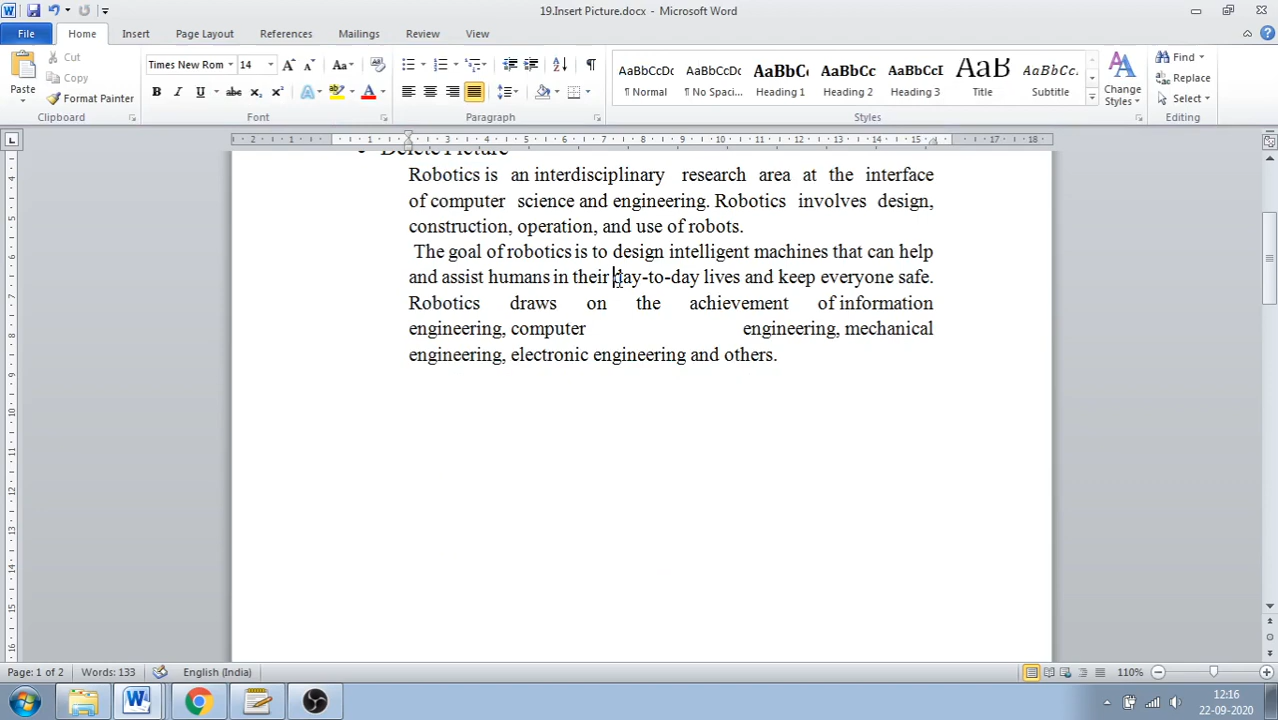 19.Insert Picture.docx - Microsoft Word
File Home Insert Page Layout References Mailings Review View
Paste
Cut
Copy
Format Painter
Clipboard
Times New Rom 14
Font
Paragraph
AaBbCcDc AaBbCcDc AaBbC AaBbCc AaBbCcI AaB AaBbCc.
¶ Normal ¶ No Spaci... Heading 1 Heading 2 Heading 3 Title Subtitle
Change Styles
Styles
Find
Replace
Select
Editing
Delete Picture
Robotics is an interdisciplinary research area at the interface
of computer science and engineering. Robotics involves design,
construction, operation, and use of robots.
The goal of robotics is to design intelligent machines that can help
and assist humans in their day-to-day lives and keep everyone safe.
Robotics draws on the achievement of information
engineering, computer engineering, mechanical
engineering, electronic engineering and others.
Page: 1 of 2 Words: 133 English (India) 110%
12:16
22-09-2020